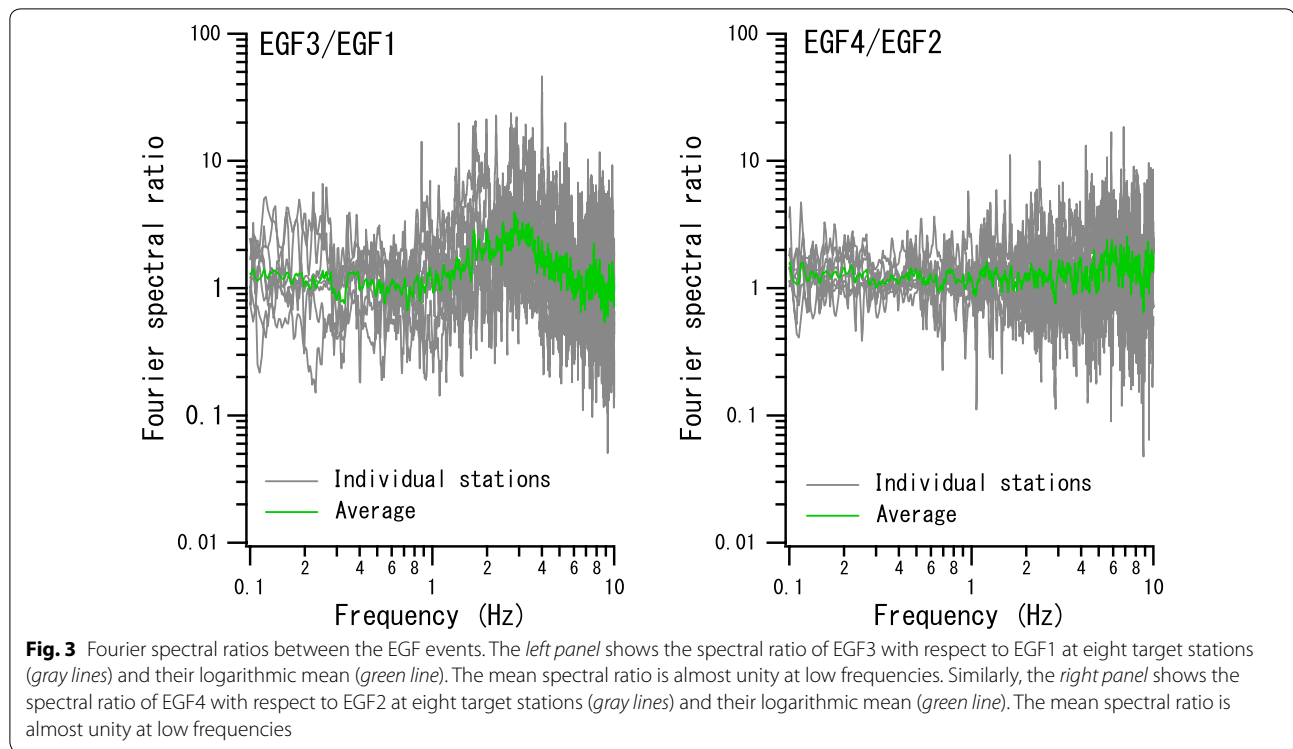 EGF3/EGF1
100
10
1
0.1
0.01
Fourier spectral ratio
Individual stations
Average
2 4 6 8 2 4 6 8
0.1 1 10
Frequency (Hz)
EGF4/EGF2
100
10
1
0.1
0.01
Fourier spectral ratio
Individual stations
Average
2 4 6 8 2 4 6 8
0.1 1 10
Frequency (Hz)
Fig. 3 Fourier spectral ratios between the EGF events. The left panel shows the spectral ratio of EGF3 with respect to EGF1 at eight target stations
(gray lines) and their logarithmic mean (green line). The mean spectral ratio is almost unity at low frequencies. Similarly, the right panel shows the
spectral ratio of EGF4 with respect to EGF2 at eight target stations (gray lines) and their logarithmic mean (green line). The mean spectral ratio is
almost unity at low frequencies